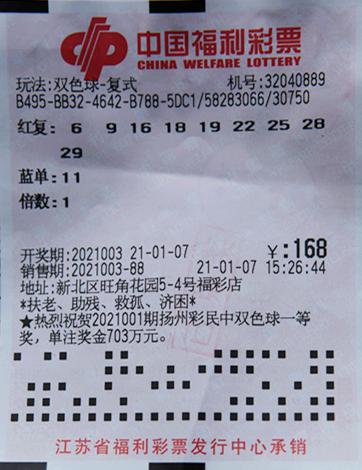 中国福利彩票
CHINA WELFARE LOTTERY
玩法:双色球-复式 机号:32040889
B495-BB32-4642-B788-5DC1/58283066/30750
红复: 6 9 16 18 19 22 25 28
29
蓝单:11
倍数:1
开奖期:2021003 21-01-07 ¥:168
销售期:2021003-88 21-01-07 15:26:44
地址:新北区旺角花园5-4号福彩店
*扶老、助残、救孤、济困*
★热烈祝贺2021001期扬州彩民中双色球一等
奖,单注奖金703万元。
江苏省福利彩票发行中心承销